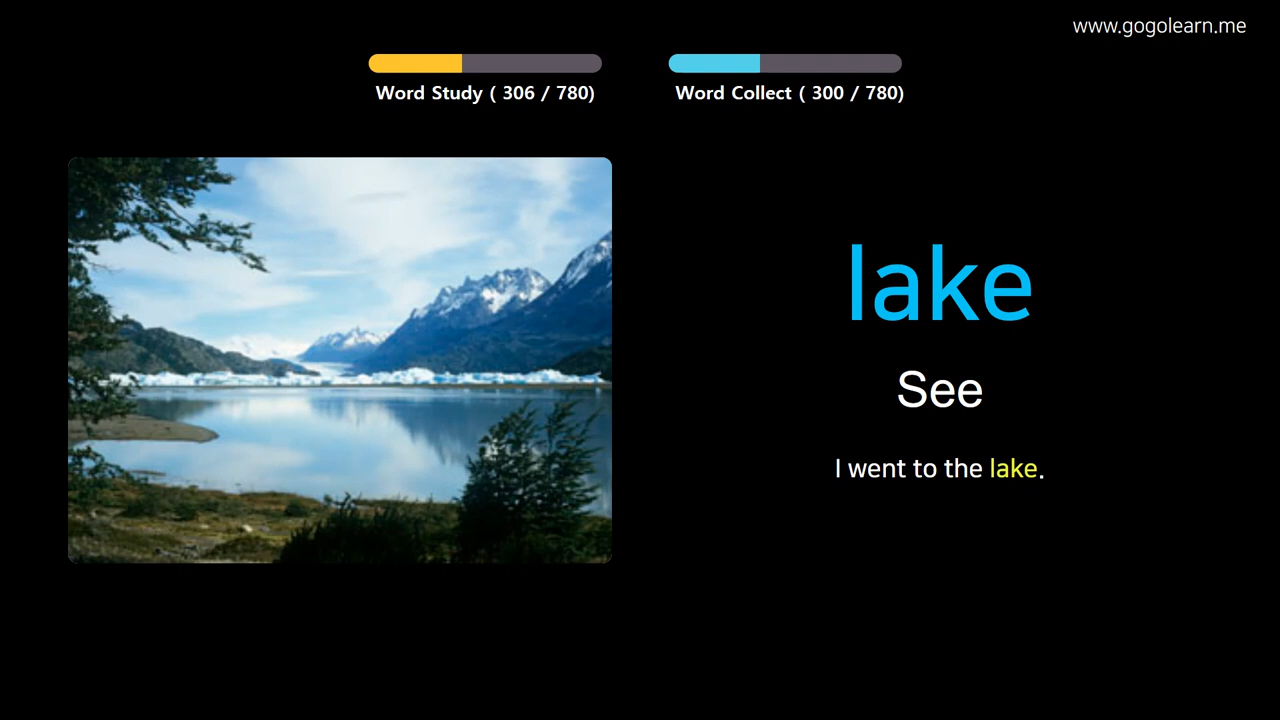 www.gogolearn.me
Word Study ( 306 / 780)
Word Collect ( 300 / 780)
lake
See
I went to the lake.